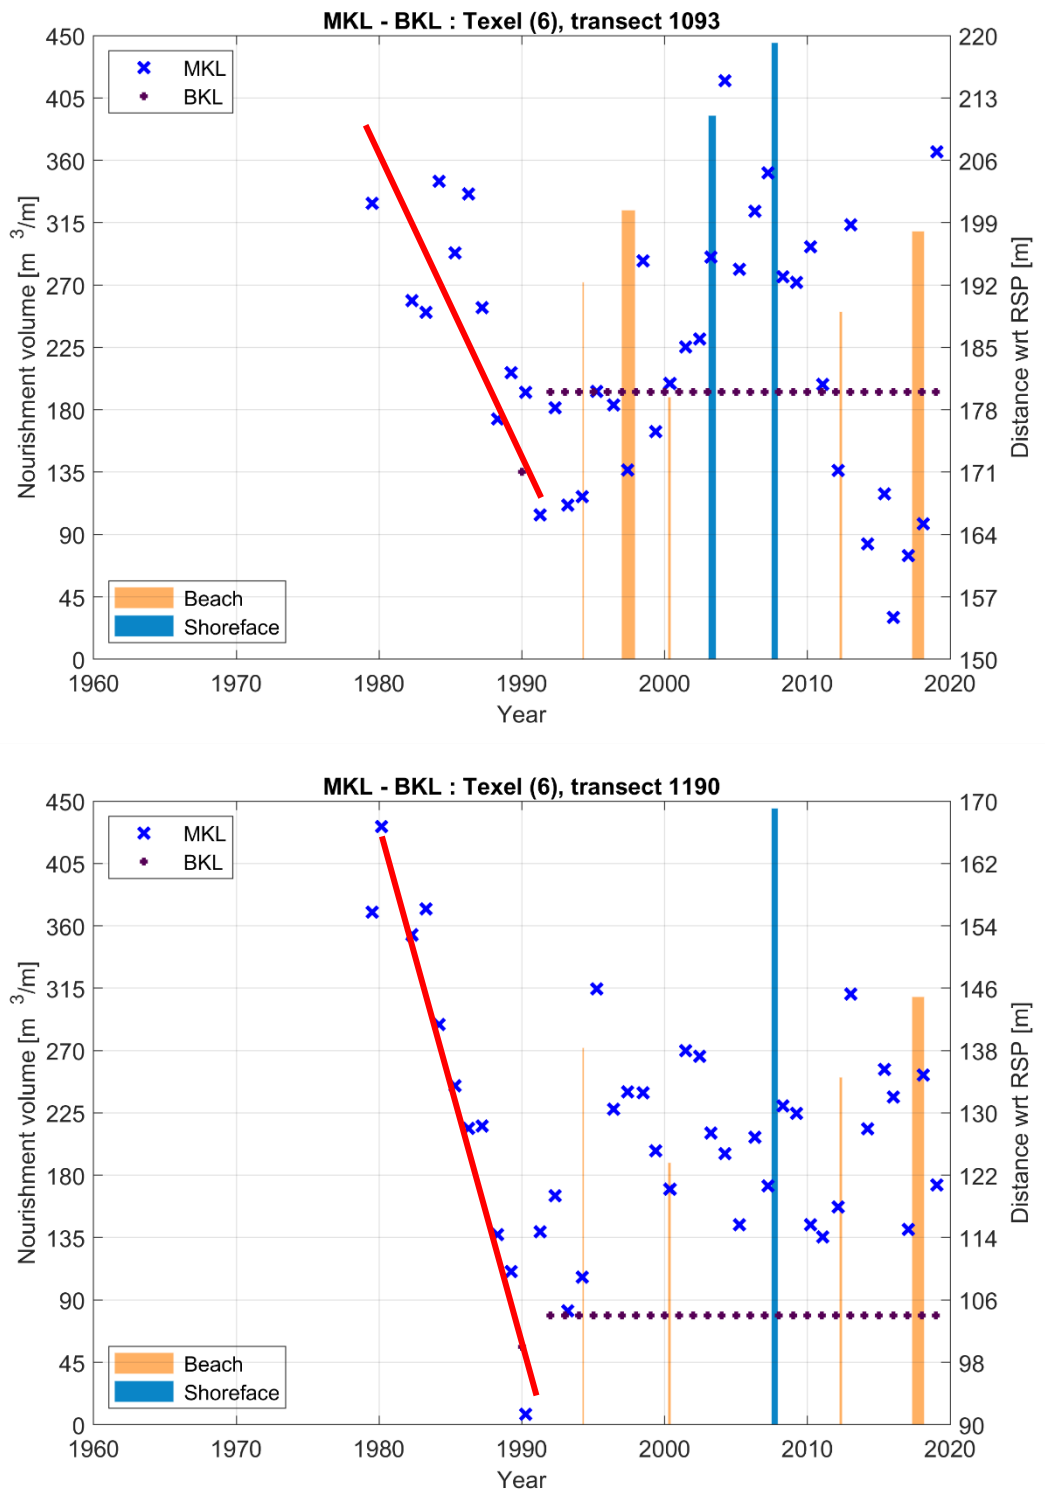 MKL - BKL : Texel (6), transect 1093
450
405
360
315
270
225
180
135
90
45
0
Nourishment volume [m 3/m]
MKL
BKL
Beach
Shoreface
220
213
206
199
192
185
178
171
164
157
150
Distance wrt RSP [m]
1960 1970 1980 1990 2000 2010 2020
Year
MKL - BKL : Texel (6), transect 1190
450
405
360
315
270
225
180
135
90
45
0
Nourishment volume [m 3/m]
MKL
BKL
Beach
Shoreface
170
162
154
146
138
130
122
114
106
98
90
Distance wrt RSP [m]
1960 1970 1980 1990 2000 2010 2020
Year